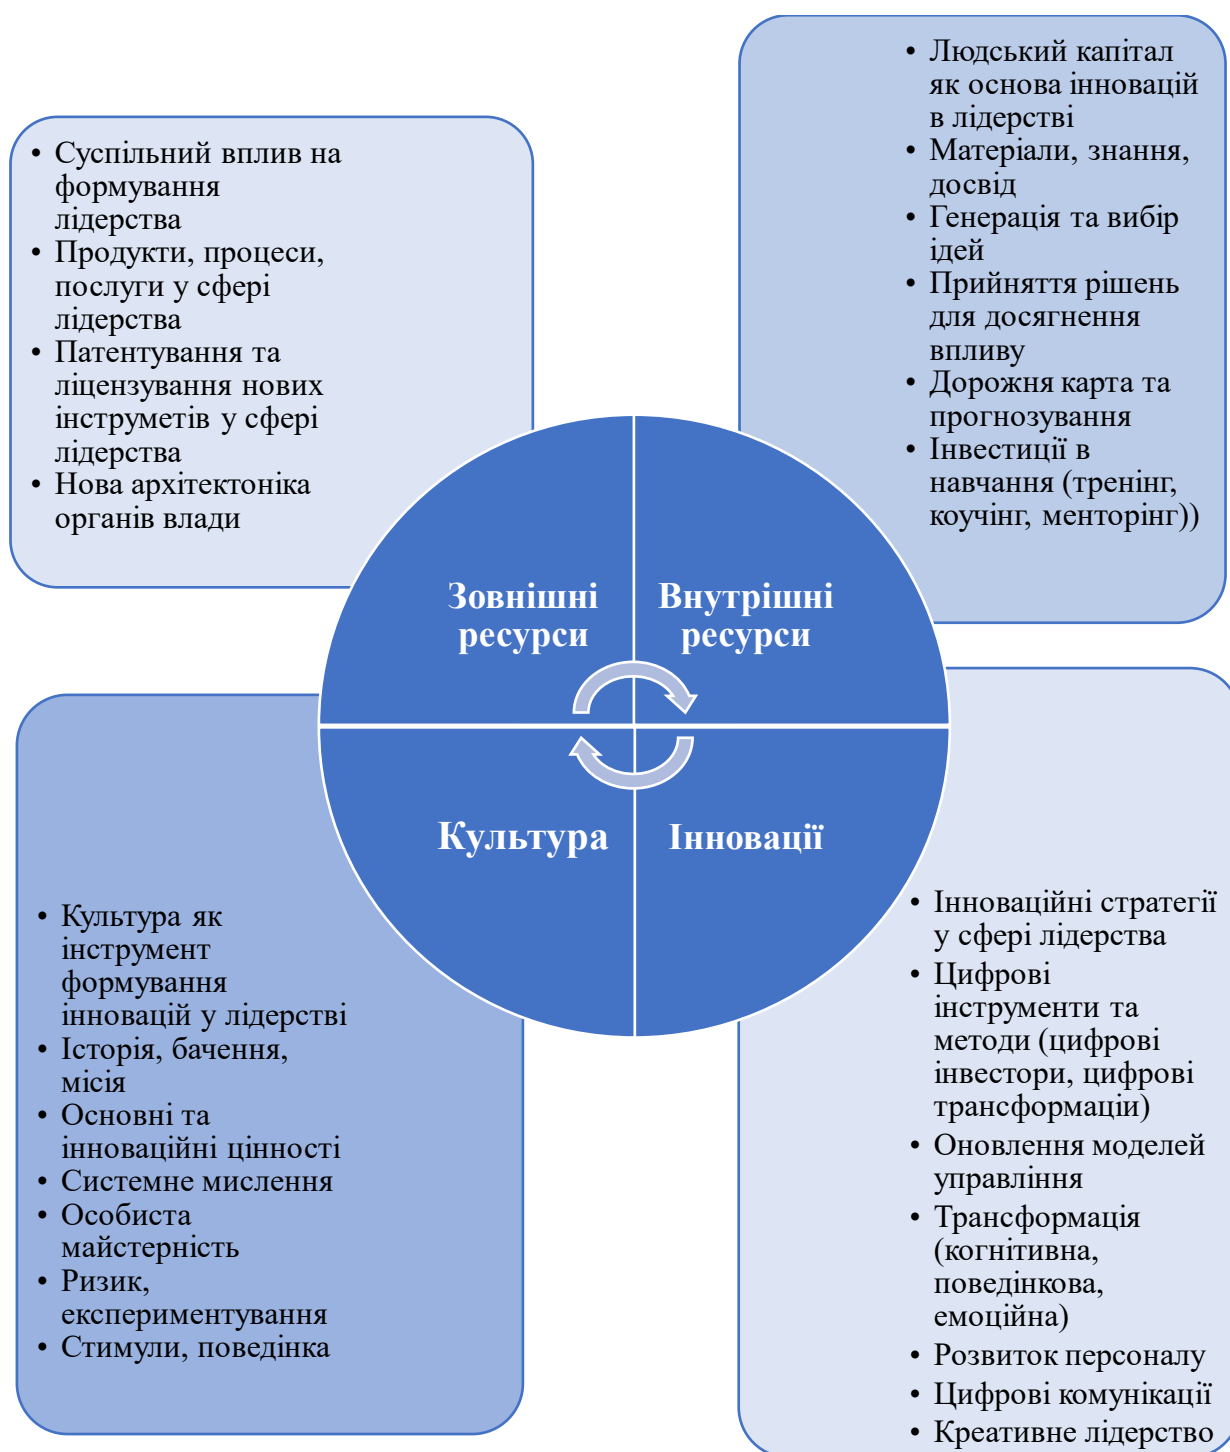 • Суспільний вплив на
формування
лідерства
• Продукти, процеси,
послуги у сфері
лідерства
• Патентування та
ліцензування нових
інструметів у сфері
лідерства
• Нова архітектоніка
органів влади
• Людський капітал
як основа інновацій
в лідерстві
• Матеріали, знання,
досвід
• Генерація та вибір
ідей
• Прийняття рішень
для досягнення
впливу
• Дорожня карта та
прогнозування
• Інвестиції в
навчання (тренінг,
коучінг, менторінг))
Зовнішні
ресурси
Внутрішні
ресурси
Культура
Інновації
• Культура як
інструмент
формування
інновацій у лідерстві
• Історія, бачення,
місія
• Основні та
інноваційні цінності
• Системне мислення
• Особиста
майстерність
• Ризик,
експериментування
• Стимули, поведінка
• Інноваційні стратегії
у сфері лідерства
• Цифрові
інструменти та
методи (цифрові
інвестори, цифрові
трансформаціи)
• Оновлення моделей
управління
• Трансформація
(когнітивна,
поведінкова,
емоційна)
• Розвиток персоналу
• Цифрові комунікації
• Креативне лідерство